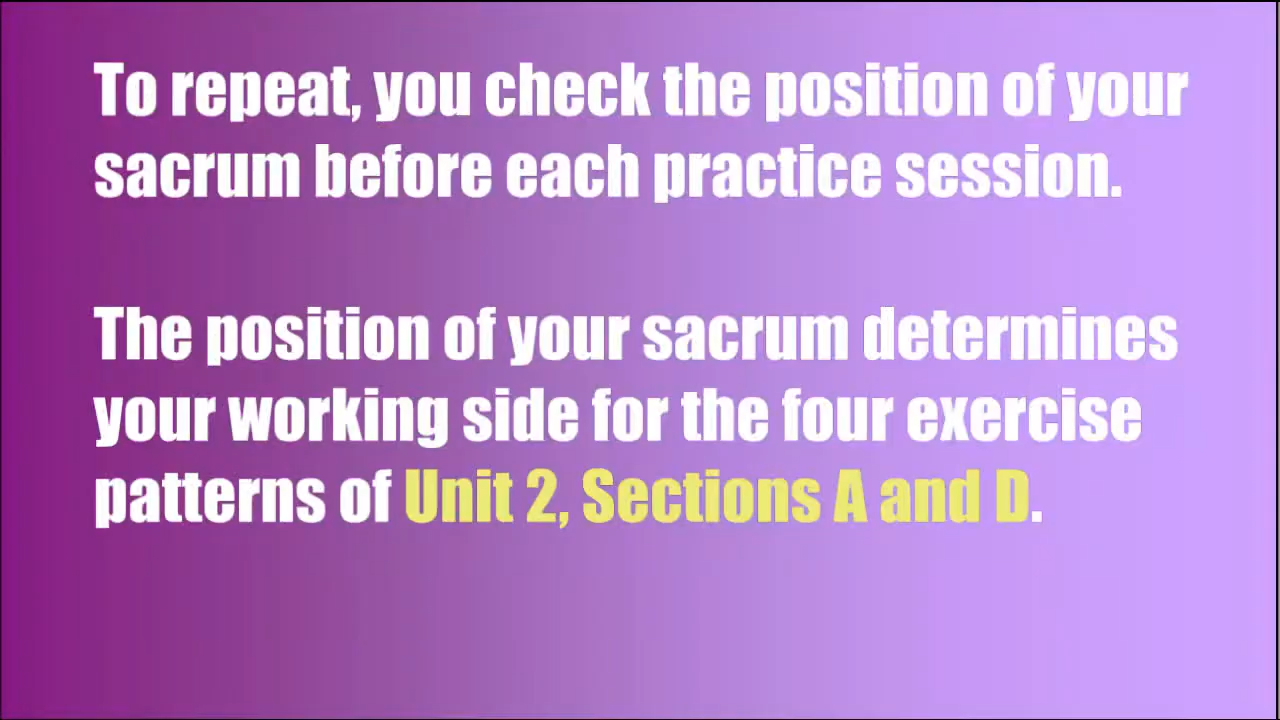 To repeat, you check the position of your
sacrum before each practice session.
The position of your sacrum determines
your working side for the four exercise
patterns of Unit 2, Sections A and D.